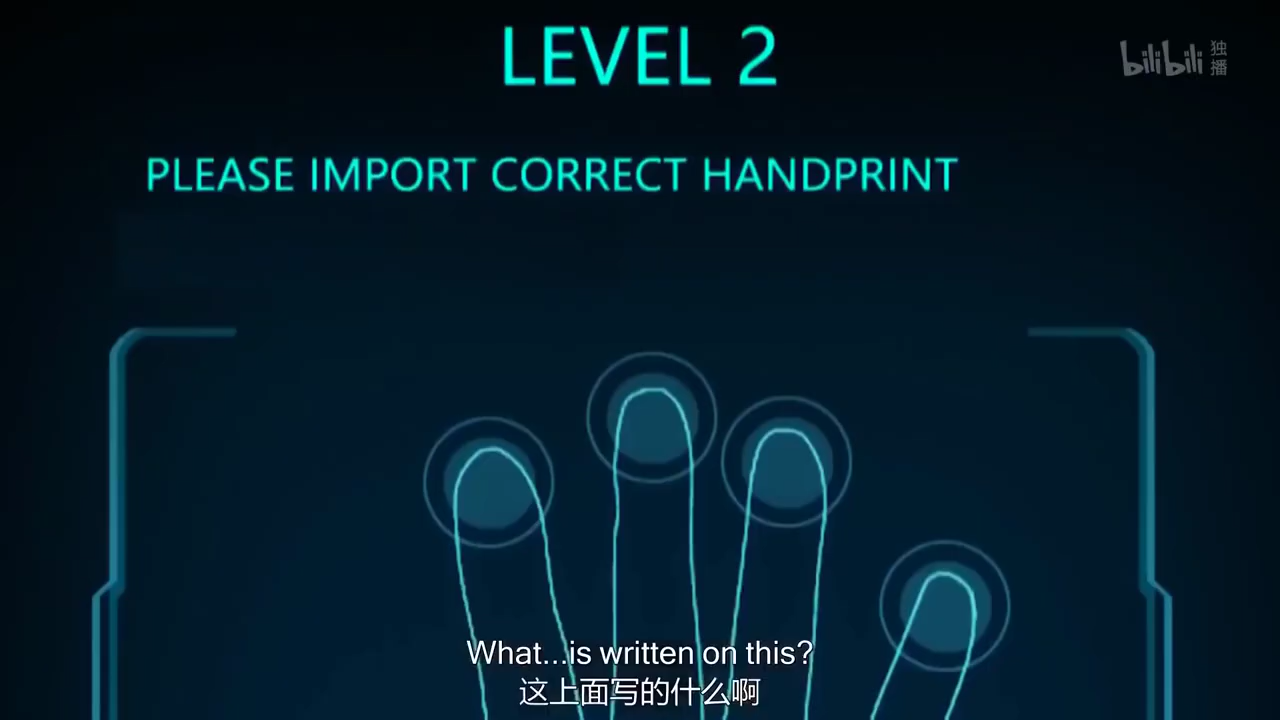 LEVEL 2
bilibili 独播
PLEASE IMPORT CORRECT HANDPRINT
What...is written on this?
这上面写的什么啊